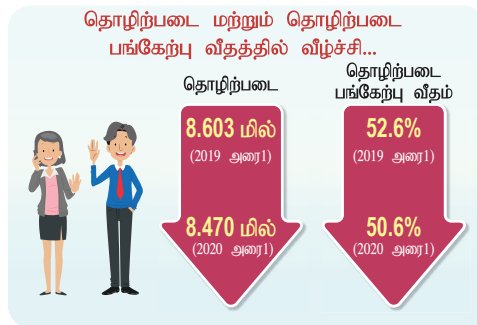 தொழிற்படை மற்றும் தொழிற்படை
பங்கேற்பு வீதத்தில் வீழ்ச்சி...
தொழிற்படை
8.603 மில்
(2019 அரை1)
8.470 மில்
(2020 அரை1)
தொழிற்படை
பங்கேற்பு வீதம்
52.6%
(2019 அரை1)
50.6%
(2020 அரை1)